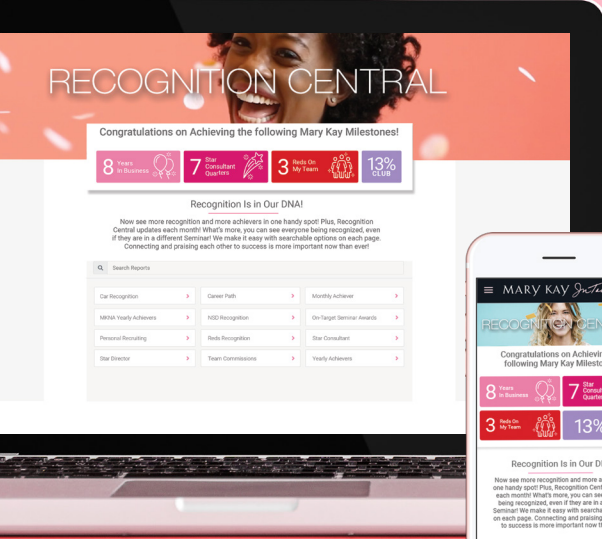 RECOGNITION CENTRAL
Congratulations on Achieving the following Mary Kay Milestones!
8 Years In Business
7 Star Consultant Quarters
3 Reds On My Team
13% CLUB
Recognition Is in Our DNA!
Now see more recognition and more achievers in one handy spot! Plus, Recognition
Central updates each month! What's more, you can see everyone being recognized, even
if they are in a different Seminar! We make it easy with searchable options on each page.
Connecting and praising each other to success is more important now than ever!
Search Reports
Car Recognition
Career Path
Monthly Achiever
MKNA Yearly Achievers
NSD Recognition
On-Target Seminar Awards
Personal Recruiting
Reds Recognition
Star Consultant
Star Director
Team Commissions
Yearly Achievers
MARY KAY
RECOGNITION CEN
Congratulations on Achievin
following Mary Kay Milesto
8 Years In Business
7 Star Consul Quarte
3 Reds On My Team
13%
Recognition Is in Our D
Now see more recognition and more a
one handy spot! Plus, Recognition Cent
each month! What's more, you can see
being recognized, even if they are in a
Seminar! We make it easy with searcha
on each page. Connecting and praising
to success is more important now th